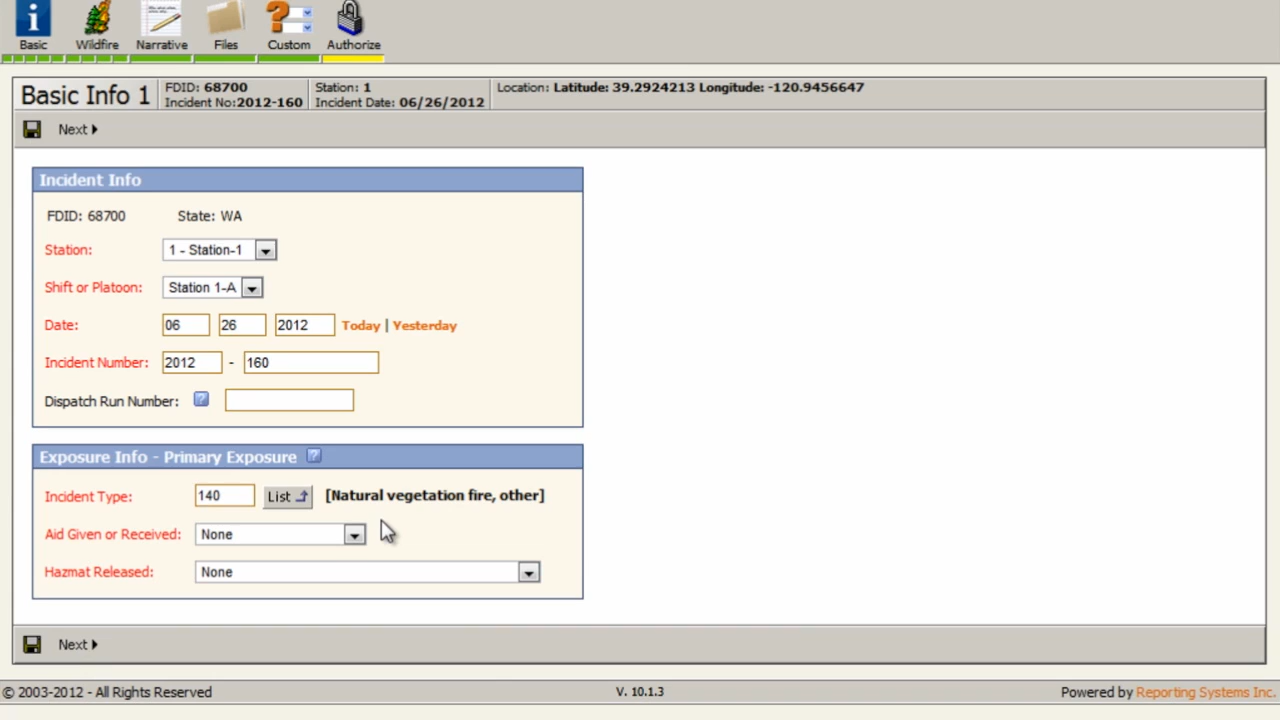 Basic Wildfire Narrative Files Custom Authorize
Basic Info 1
FDID: 68700
Incident No:2012-160
Station: 1
Incident Date: 06/26/2012
Location: Latitude: 39.2924213 Longitude: -120.9456647
Next
Incident Info
FDID: 68700 State: WA
Station: 1 - Station-1
Shift or Platoon: Station 1-A
Date: 06 26 2012 Today | Yesterday
Incident Number: 2012 - 160
Dispatch Run Number: ?
Exposure Info - Primary Exposure ?
Incident Type: 140 List [Natural vegetation fire, other]
Aid Given or Received: None
Hazmat Released: None
Next
© 2003-2012 - All Rights Reserved V. 10.1.3 Powered by Reporting Systems Inc.